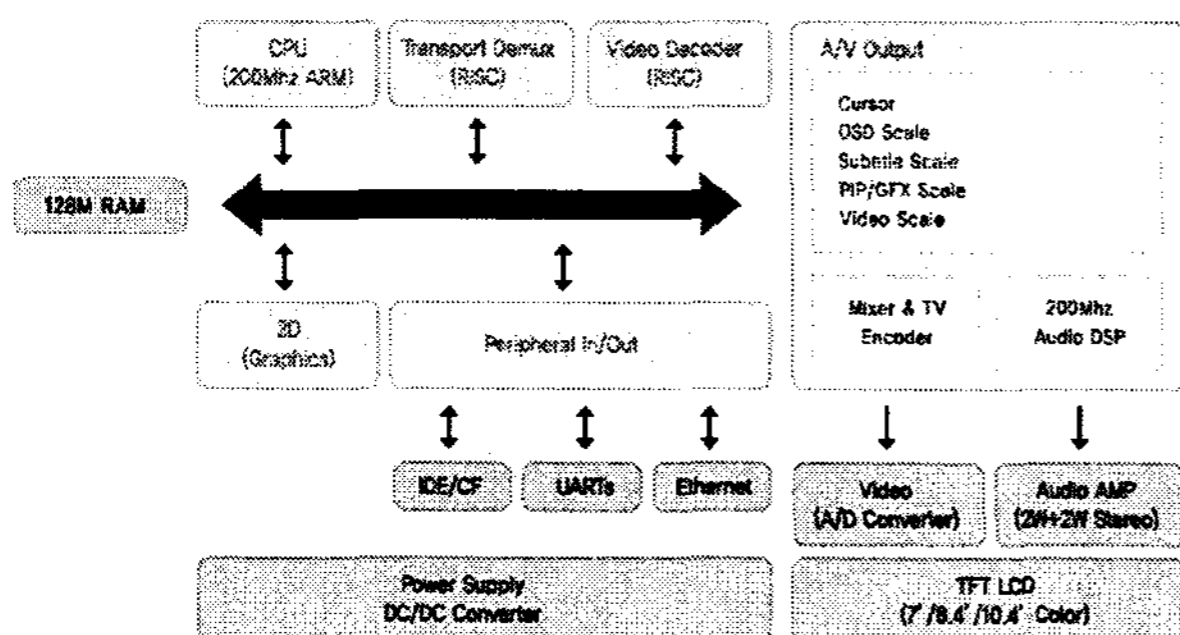 CPU
(200Mhz ARM)
Transport Demux
(RISC)
Video Decoder
(RISC)
A/V Output
Cursor
OSD Scale
Subtitle Scale
PIP/GFX Scale
Video Scale
128M RAM
2D
(Graphics)
Peripheral In/Out
Mixer & TV
Encoder
200Mhz
Audio DSP
IDE/CF
UARTs
Ethernet
Video
(A/D Converter)
Audio AMP
(2W+2W Stereo)
Power Supply
DC/DC Converter
TFT LCD
(7'/8.4'/10.4' Color)